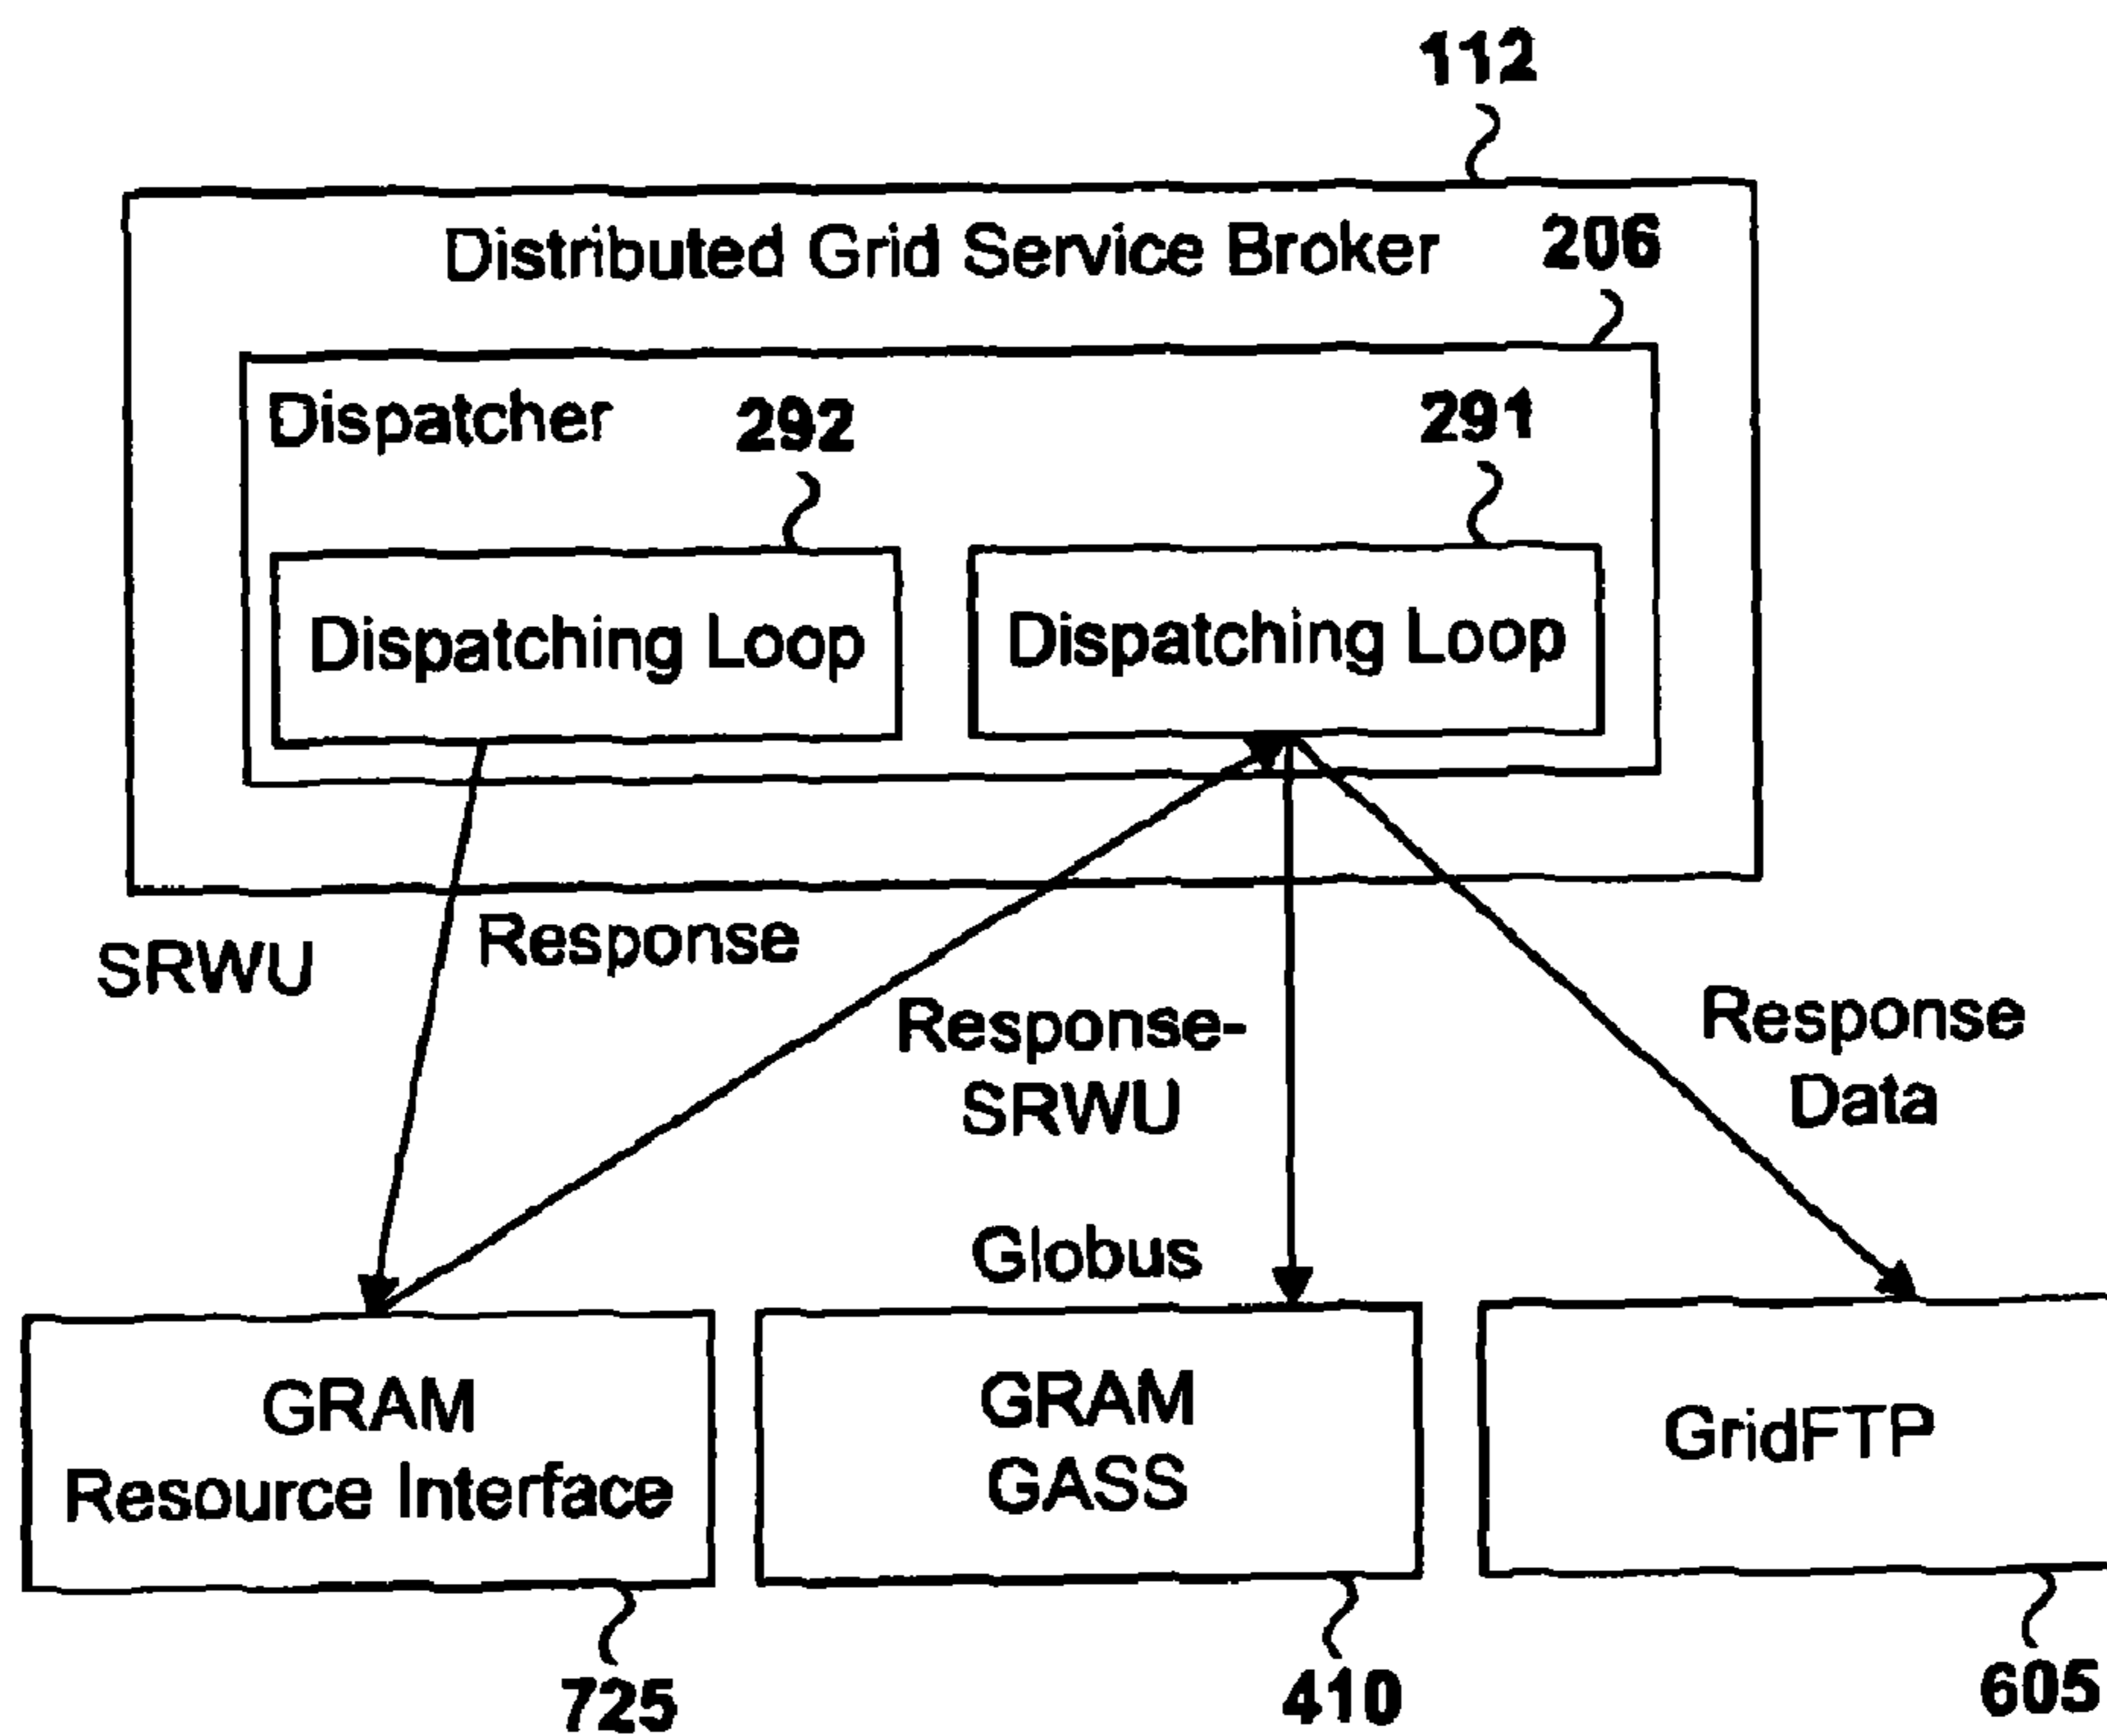 112
Distributed Grid Service Broker
206
Dispatcher
292
291
Dispatching Loop
Dispatching Loop
SRWU
Response
Response-
SRWU
Response
Data
Globus
GRAM
Resource Interface
GRAM
GASS
GridFTP
725
410
605